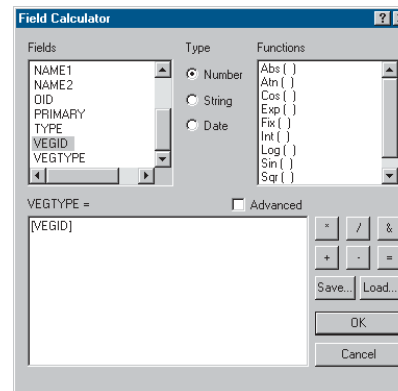 Field Calculator
Fields
Type
Functions
NAME1
NAME2
OID
PRIMARY
TYPE
VEGID
VEGTYPE
Number
String
Date
Abs ( )
Atn ( )
Cos ( )
Exp ( )
Fix ( )
Int ( )
Log ( )
Sin ( )
Sqr ( )
VEGTYPE =
Advanced
[VEGID]
* / &
+ - =
Save... Load...
OK
Cancel